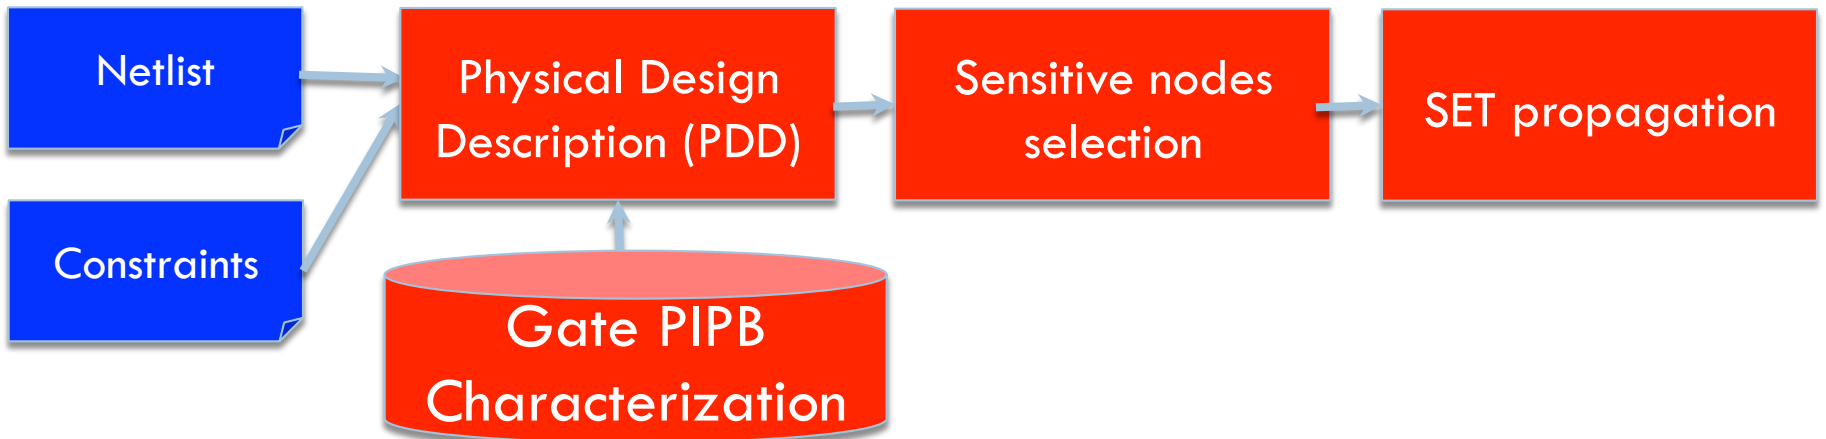 Netlist
Physical Design
Description (PDD)
Sensitive nodes
selection
SET propagation
Constraints
Gate PIPB
Characterization